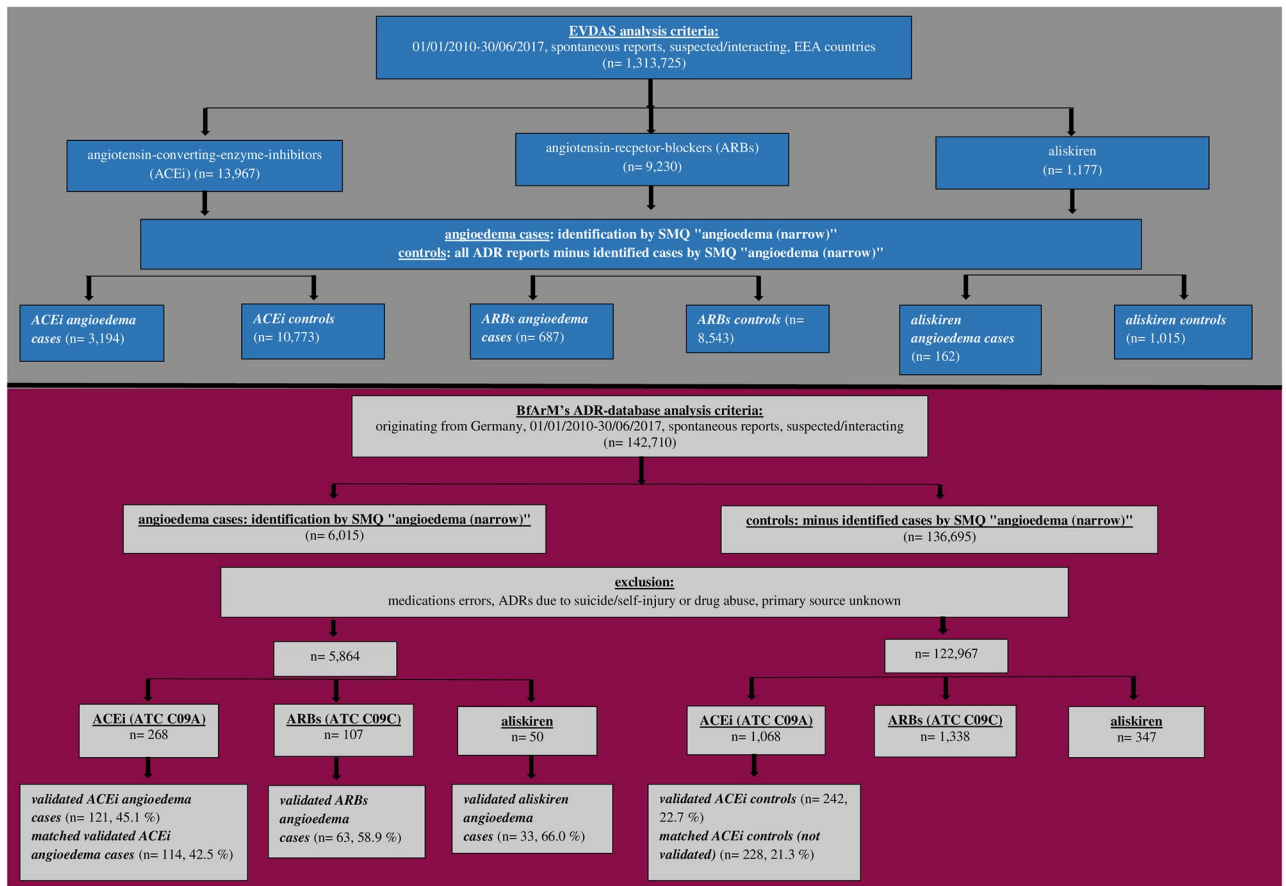 EVDAS analysis criteria:
01/01/2010-30/06/2017, spontaneous reports, suspected/interacting, EEA countries
(n= 1,313,725)
angiotensin-converting-enzyme-inhibitors
(ACEi) (n= 13,967)
angiotensin-recpetor-blockers (ARBs)
(n= 9,230)
aliskiren
(n= 1,177)
angioedema cases: identification by SMQ "angioedema (narrow)"
controls: all ADR reports minus identified cases by SMQ "angioedema (narrow)"
ACEi angioedema
cases (n= 3,194)
ACEi controls
(n= 10,773)
ARBs angioedema
cases (n= 687)
ARBs controls (n=
8,543)
aliskiren
angioedema cases
(n= 162)
aliskiren controls
(n= 1,015)
BfArM's ADR-database analysis criteria:
originating from Germany, 01/01/2010-30/06/2017, spontaneous reports, suspected/interacting
(n= 142,710)
angioedema cases: identification by SMQ "angioedema (narrow)"
(n= 6,015)
controls: minus identified cases by SMQ "angioedema (narrow)"
(n= 136,695)
exclusion:
medications errors, ADRs due to suicide/self-injury or drug abuse, primary source unknown
n= 5,864
n= 122,967
ACEi (ATC C09A)
n= 268
ARBs (ATC C09C)
n= 107
aliskiren
n= 50
ACEi (ATC C09A)
n= 1,068
ARBs (ATC C09C)
n= 1,338
aliskiren
n= 347
validated ACEi angioedema
cases (n= 121, 45.1 %)
matched validated ACEi
angioedema cases (n= 114, 42.5 %)
validated ARBs
angioedema
cases (n= 63, 58.9 %)
validated aliskiren
angioedema
cases (n= 33, 66.0 %)
validated ACEi controls (n= 242,
22.7 %)
matched ACEi controls (not
validated) (n= 228, 21.3 %)